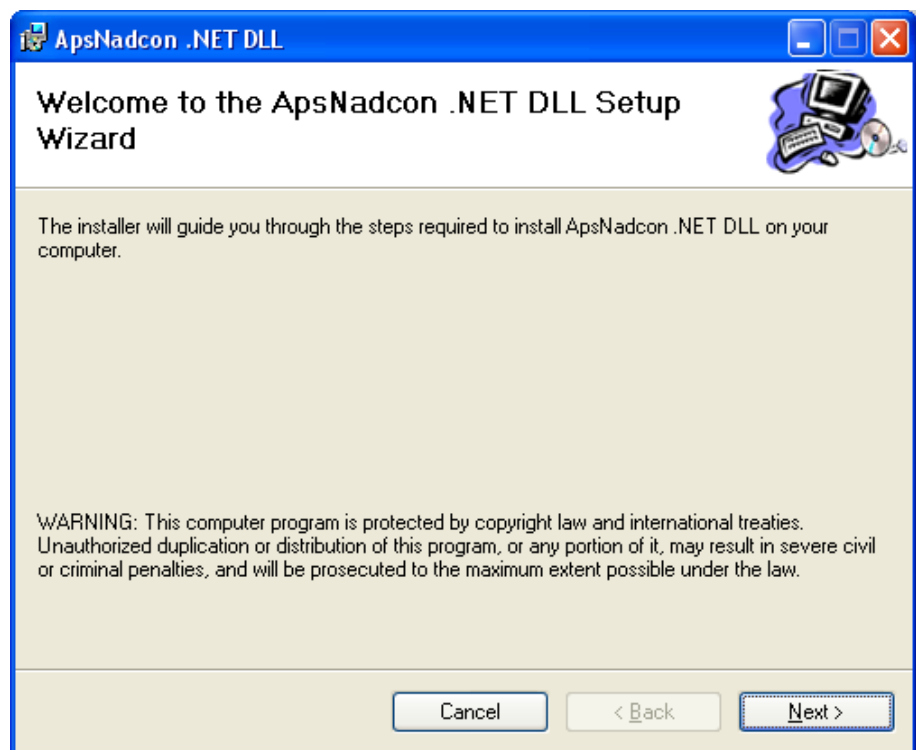 ApsNadcon .NET DLL
Welcome to the ApsNadcon .NET DLL Setup
Wizard
The installer will guide you through the steps required to install ApsNadcon .NET DLL on your
computer.
WARNING: This computer program is protected by copyright law and international treaties.
Unauthorized duplication or distribution of this program, or any portion of it, may result in severe civil
or criminal penalties, and will be prosecuted to the maximum extent possible under the law.
Cancel
< Back
Next >